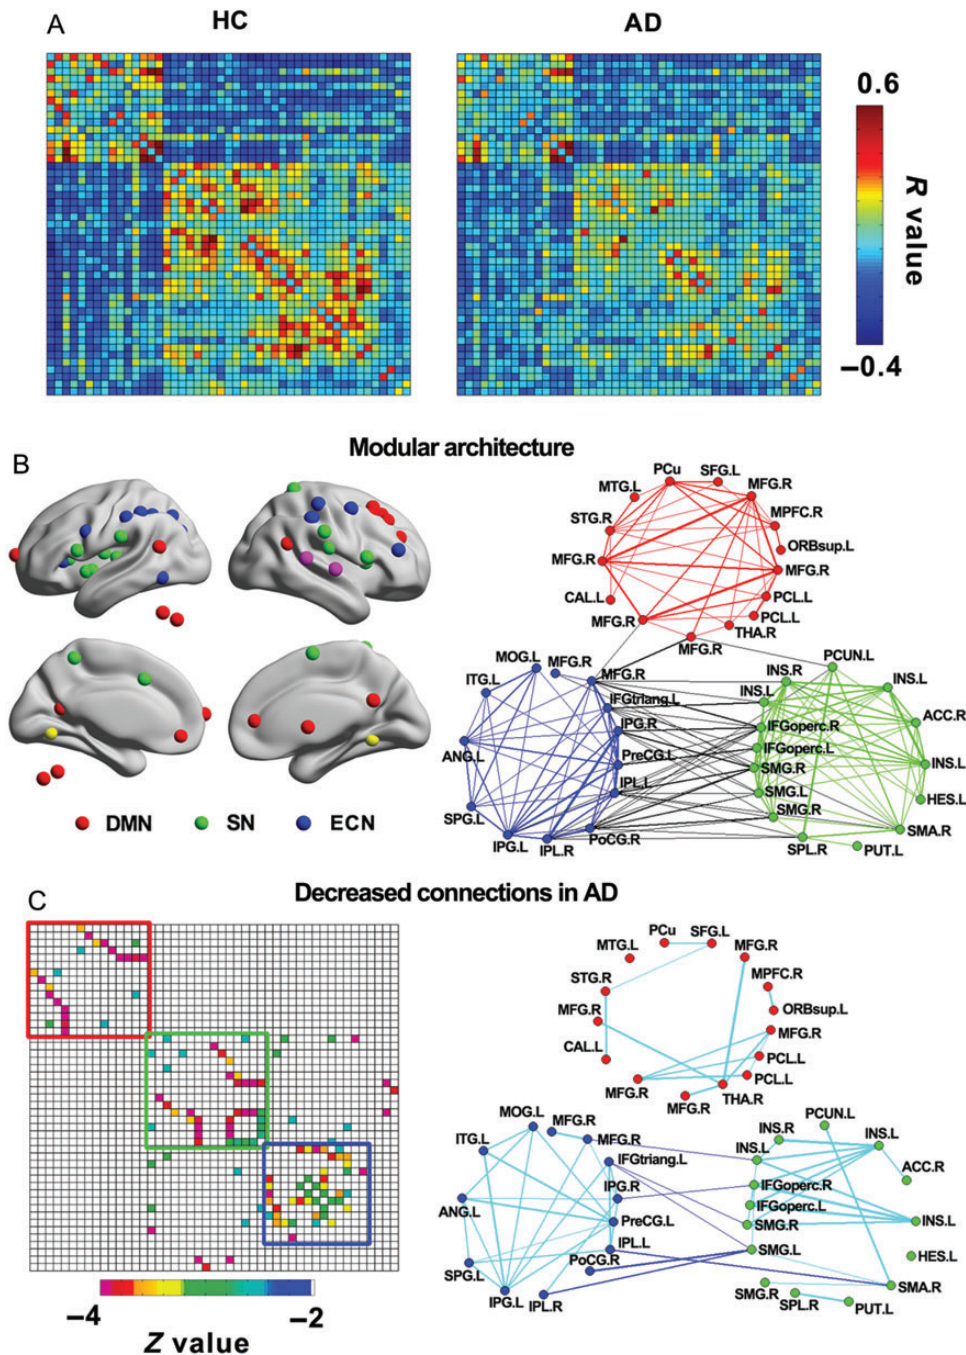 A
HC
AD
0.6
R value
−0.4
Modular architecture
B
DMN
SN
ECN
PCu
SFG.L
MTG.L
MFG.R
STG.R
MPFC.R
ORBsup.L
MFG.R
MFG.R
CAL.L
PCL.L
PCL.L
MFG.R
THA.R
MFG.R
MOG.L
MFG.R
MFG.R
ITG.L
IFGtriang.L
IPG.R
ANG.L
PreCG.L
IPL.L
SPG.L
IPG.L
IPL.R
PoCG.R
PCUN.L
INS.R
INS.L
INS.L
ACC.R
IFGoperc.R
IFGoperc.L
SMG.R
INS.L
SMG.L
HES.L
SMG.R
SMA.R
SPL.R
PUT.L
C
Decreased connections in AD
−4
−2
Z value
PCu
SFG.L
MTG.L
MFG.R
STG.R
MPFC.R
ORBsup.L
MFG.R
MFG.R
CAL.L
PCL.L
PCL.L
MFG.R
THA.R
MFG.R
MOG.L
MFG.R
MFG.R
ITG.L
IFGtriang.L
IPG.R
ANG.L
PreCG.L
IPL.L
PoCG.R
SPG.L
IPG.L
IPL.R
PCUN.L
INS.R
INS.L
INS.L
ACC.R
IFGoperc.R
IFGoperc.L
INS.L
SMG.R
SMG.L
HES.L
SMG.R
SMA.R
SPL.R
PUT.L